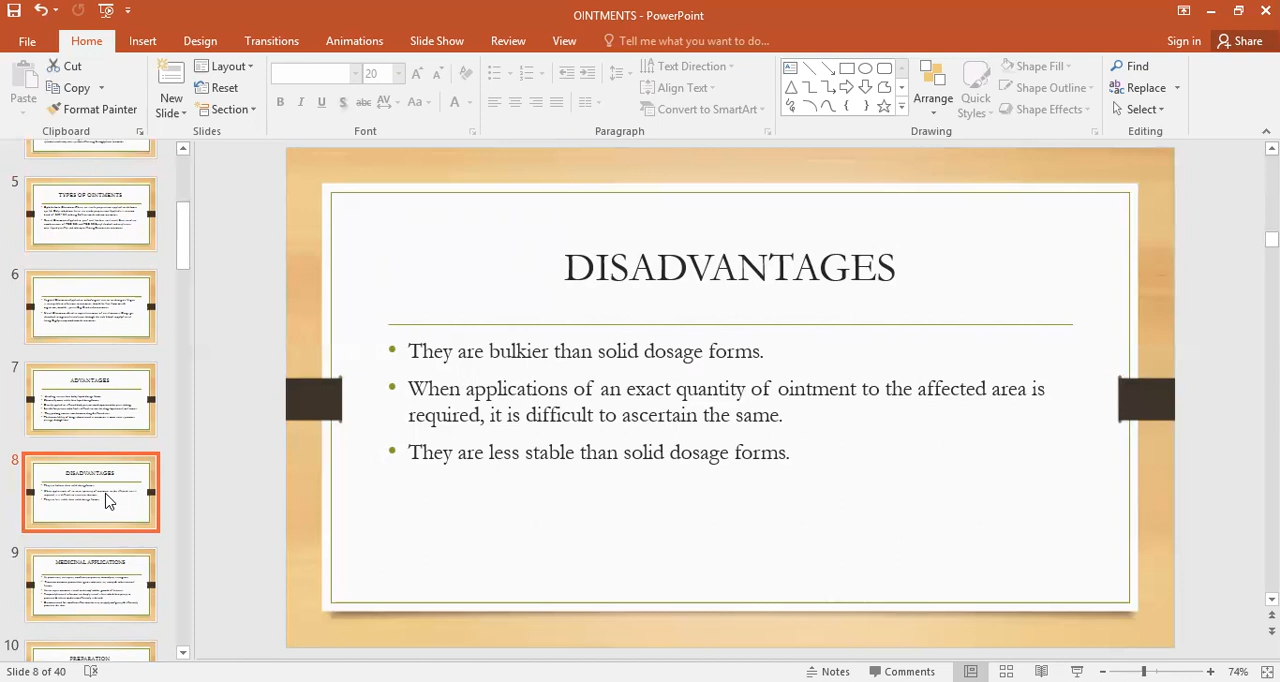 OINTMENTS - PowerPoint
File Home Insert Design Transitions Animations Slide Show Review View Tell me what you want to do... Sign in Share
Paste Cut Copy Format Painter
New Slide Layout Reset Section
20
B I U S abc AV Aa A
Text Direction Align Text Convert to SmartArt
Arrange Quick Styles Shape Fill Shape Outline Shape Effects
Find Replace Select
Clipboard Slides Font Paragraph Drawing Editing
5
TYPES OF OINTMENTS
6
7
ADVANTAGES
8
DISADVANTAGES
9
MEDICINAL APPLICATIONS
10
PREPARATION
DISADVANTAGES
• They are bulkier than solid dosage forms.
• When applications of an exact quantity of ointment to the affected area is
required, it is difficult to ascertain the same.
• They are less stable than solid dosage forms.
Slide 8 of 40 Notes Comments 74%